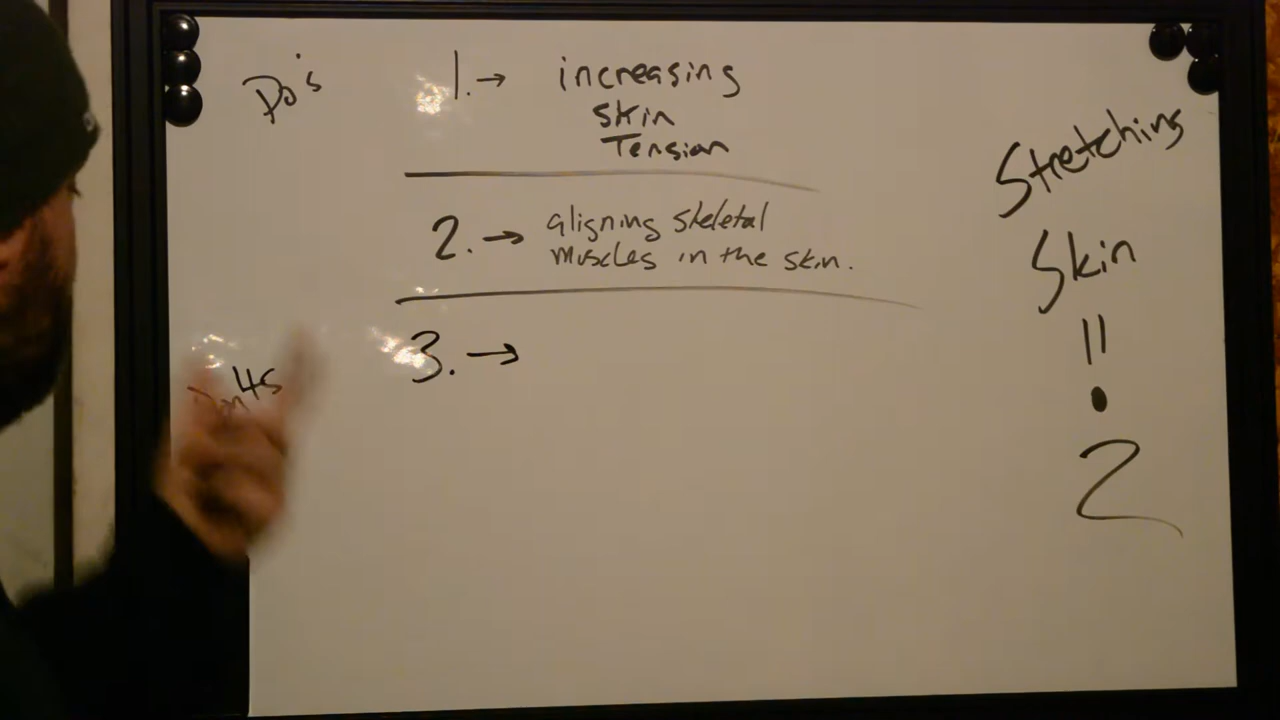 Do's
1. → increasing
skin
Tension
2. → aligning skeletal
muscles in the skin.
3. →
Stretching
Skin
||
•
2